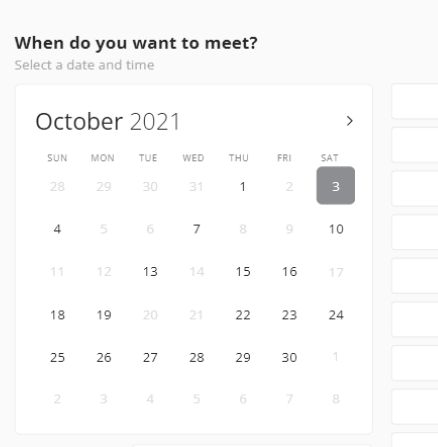 When do you want to meet?
Select a date and time
October 2021
SUN MON TUE WED THU FRI SAT
28 29 30 31 1 2 3
4 5 6 7 8 9 10
11 12 13 14 15 16 17
18 19 20 21 22 23 24
25 26 27 28 29 30 1
2 3 4 5 6 7 8